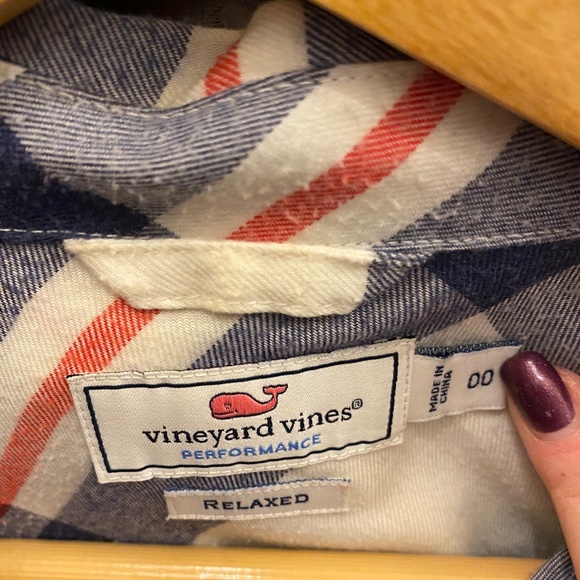 vineyard vines®
PERFORMANCE
MADE IN
CHINA
00
RELAXED